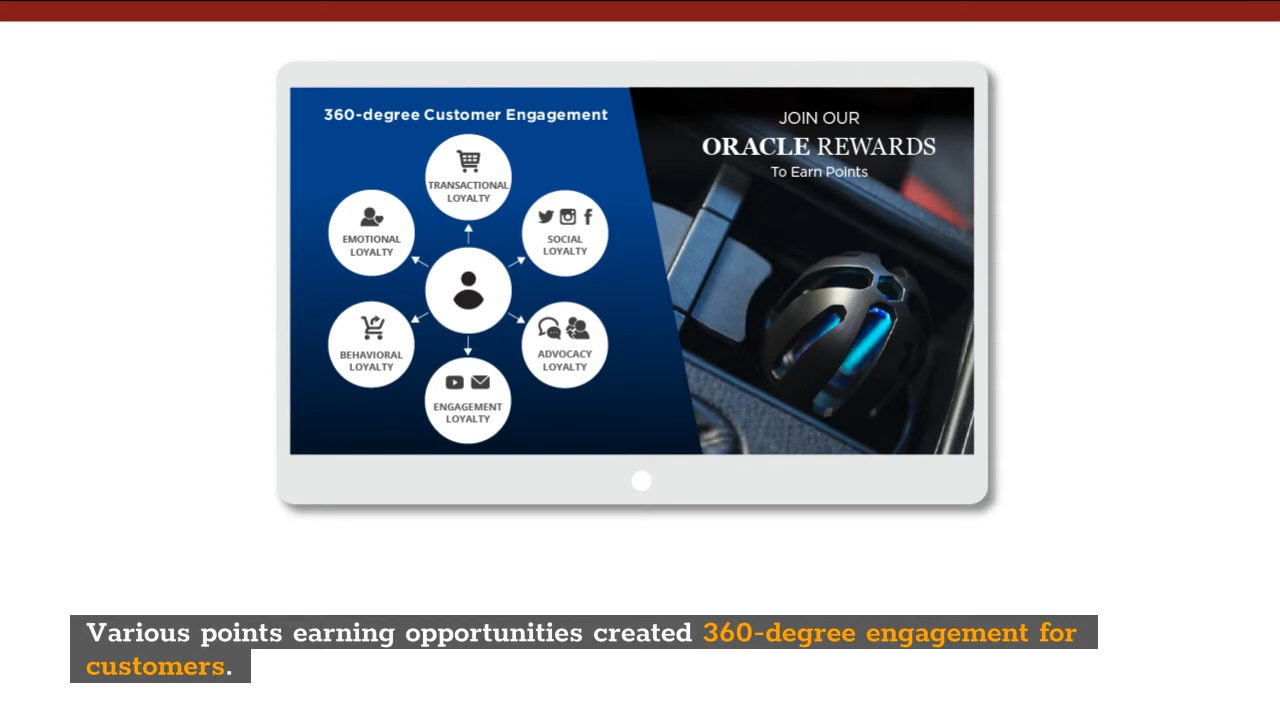 360-degree Customer Engagement
TRANSACTIONAL
LOYALTY
EMOTIONAL
LOYALTY
SOCIAL
LOYALTY
BEHAVIORAL
LOYALTY
ADVOCACY
LOYALTY
ENGAGEMENT
LOYALTY
JOIN OUR
ORACLE REWARDS
To Earn Points
Various points earning opportunities created 360-degree engagement for
customers.